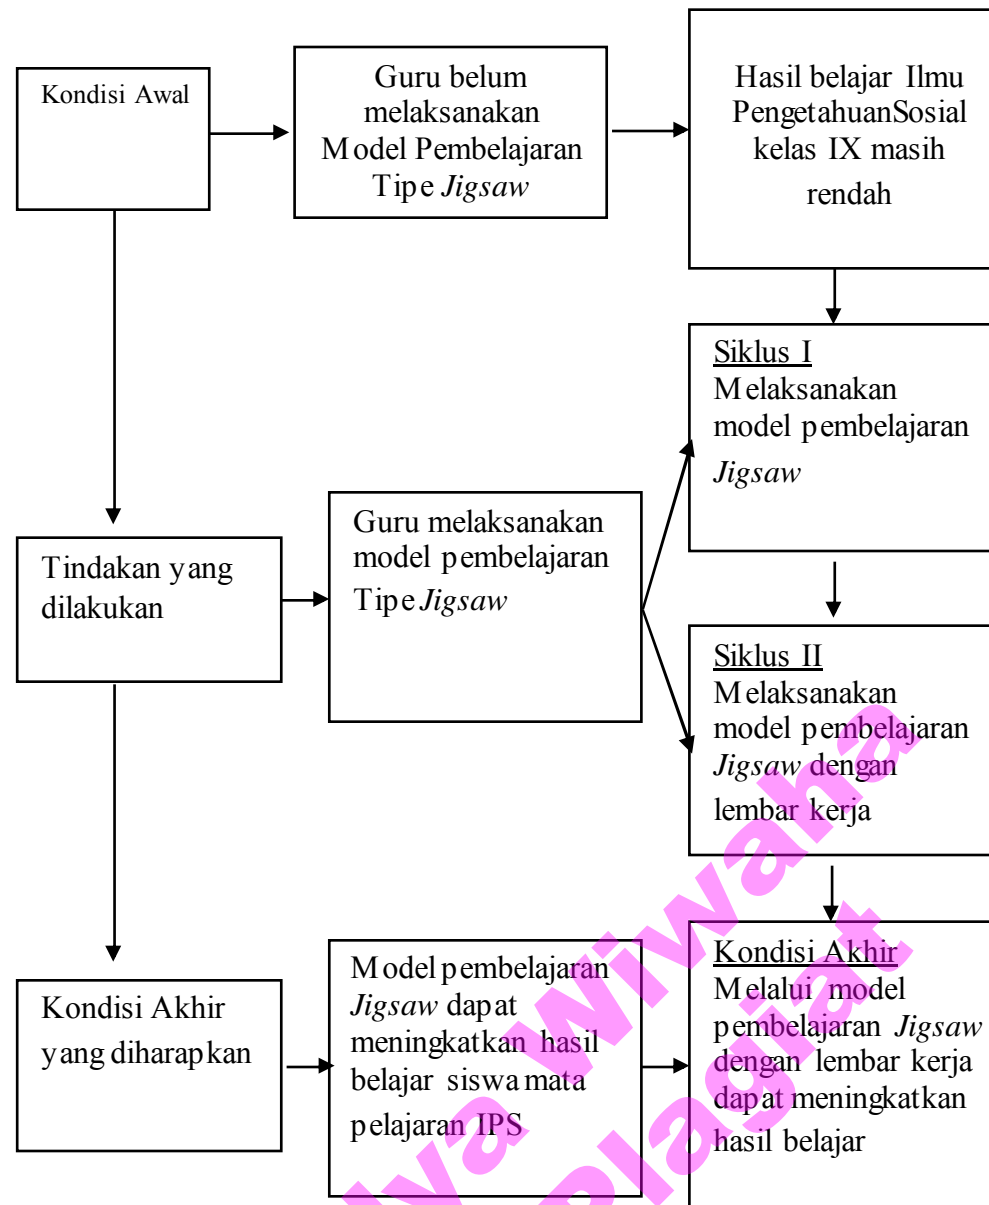 Kondisi Awal
Guru belum
melaksanakan
Model Pembelajaran
Tipe Jigsaw
Hasil belajar Ilmu
PengetahuanSosial
kelas IX masih
rendah
Siklus I
Melaksanakan
model pembelajaran
Jigsaw
Tindakan yang
dilakukan
Guru melaksanakan
model pembelajaran
Tipe Jigsaw
Siklus II
Melaksanakan
model pembelajaran
Jigsaw dengan
lembar kerja
Kondisi Akhir
yang diharapkan
Model pembelajaran
Jigsaw dapat
meningkatkan hasil
belajar siswa mata
pelajaran IPS
Kondisi Akhir
Melalui model
pembelajaran Jigsaw
dengan lembar kerja
dapat meningkatkan
hasil belajar
Wiwaha
Plagiat